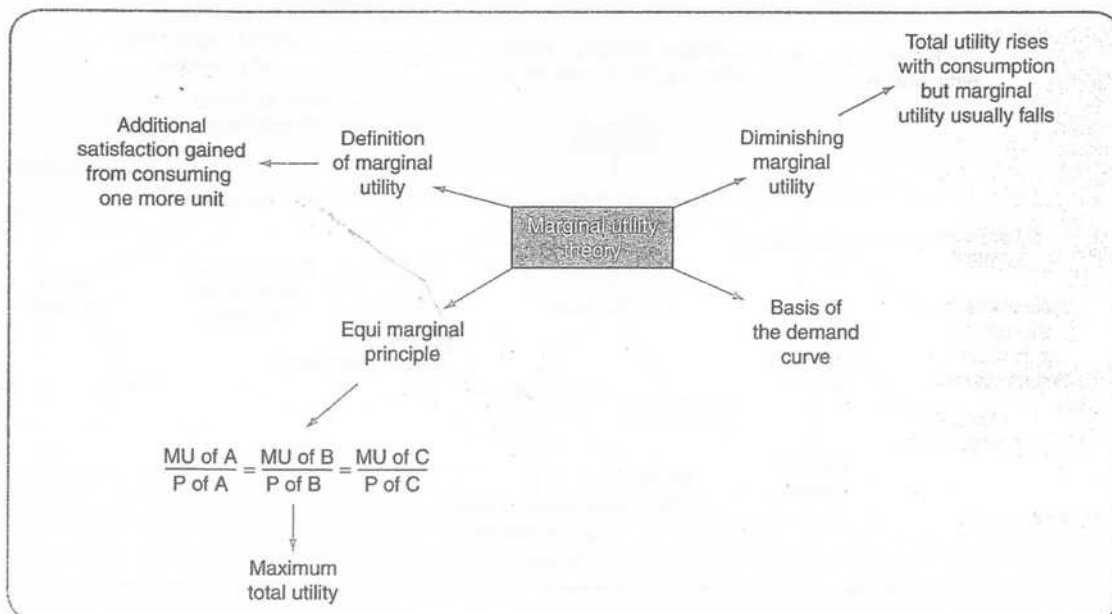 Total utility rises
with consumption
but marginal
utility usually falls
Additional
satisfaction gained
from consuming
one more unit
Definition
of marginal
utility
Diminishing
marginal
utility
Marginal utility
theory
Equi marginal
principle
Basis of
the demand
curve
MU of A / P of A = MU of B / P of B = MU of C / P of C
Maximum
total utility